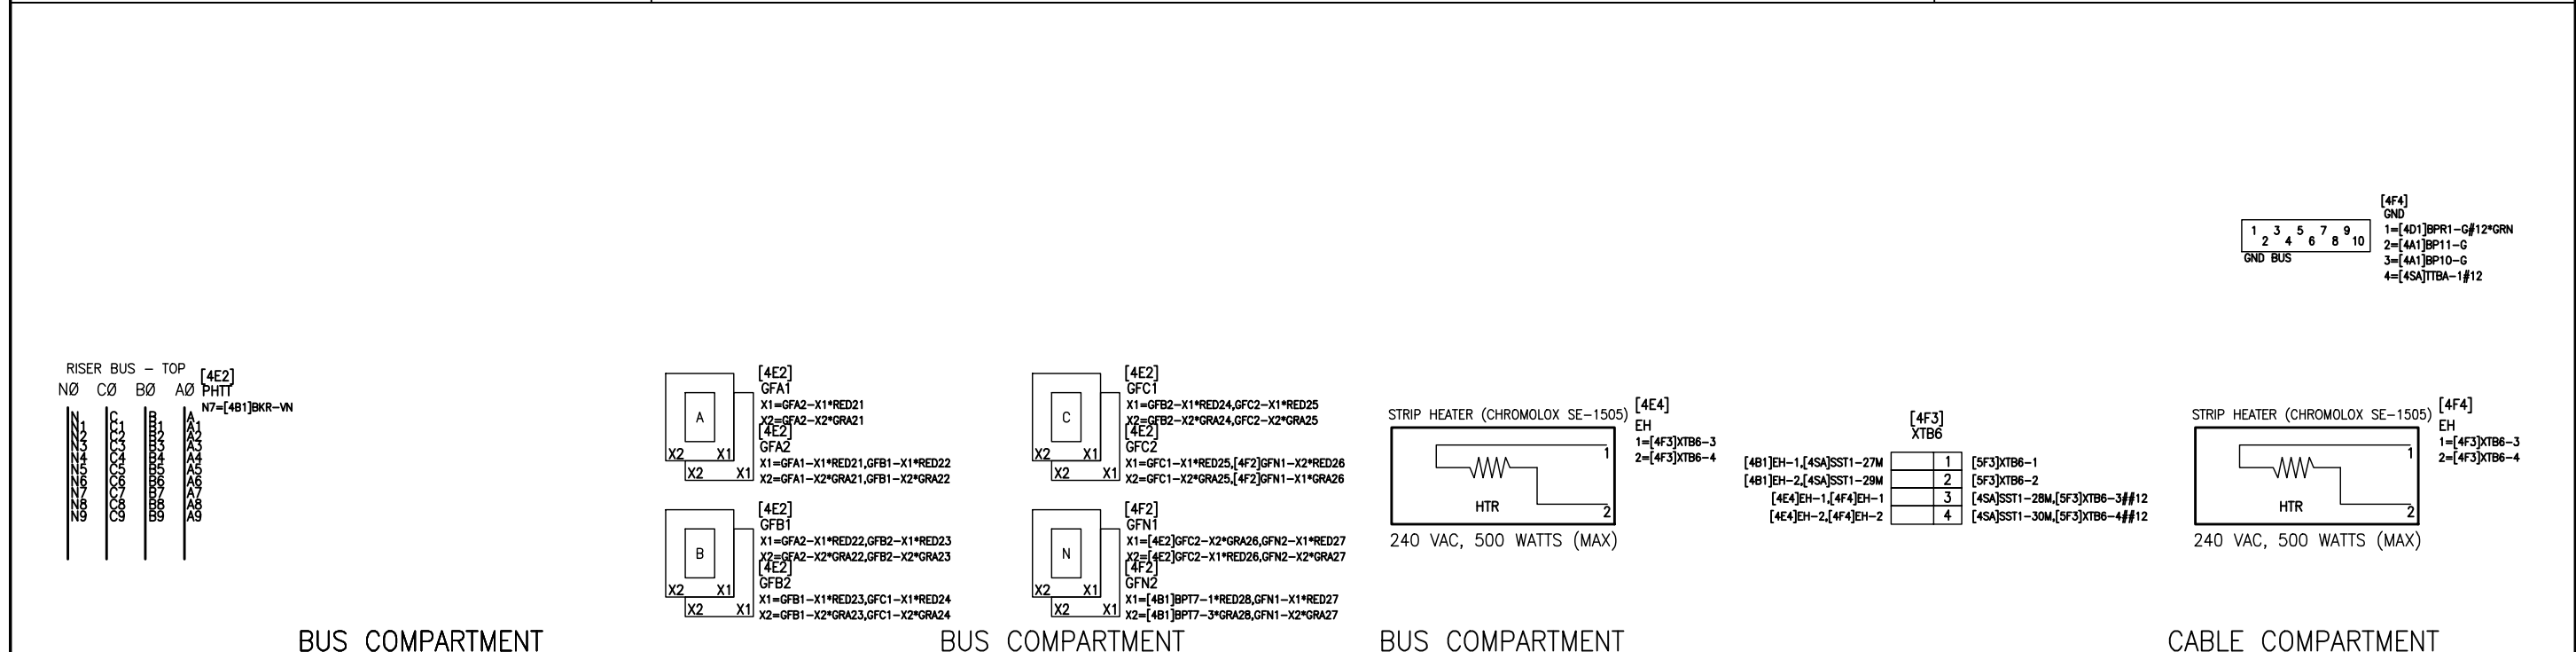 RISER BUS – TOP
NØ CØ BØ AØ
[4E2]
PHTT
N7=[4B1]BKR-VN
N C B A
N1 C1 B1 A1
N2 C2 B2 A2
N3 C3 B3 A3
N4 C4 B4 A4
N5 C5 B5 A5
N6 C6 B6 A6
N7 C7 B7 A7
N8 C8 B8 A8
N9 C9 B9 A9
BUS COMPARTMENT
A
X2 X1
X2 X1
[4E2]
GFA1
X1=GFA2-X1*RED21
X2=GFA2-X2*GRA21
[4E2]
GFA2
X1=GFA1-X1*RED21,GFB1-X1*RED22
X2=GFA1-X2*GRA21,GFB1-X2*GRA22
B
X2 X1
X2 X1
[4E2]
GFB1
X1=GFA2-X1*RED22,GFB2-X1*RED23
X2=GFA2-X2*GRA22,GFB2-X2*GRA23
[4E2]
GFB2
X1=GFB1-X1*RED23,GFC1-X1*RED24
X2=GFB1-X2*GRA23,GFC1-X2*GRA24
C
X2 X1
X2 X1
[4E2]
GFC1
X1=GFB2-X1*RED24,GFC2-X1*RED25
X2=GFB2-X2*GRA24,GFC2-X2*GRA25
[4E2]
GFC2
X1=GFC1-X1*RED25,[4F2]GFN1-X2*RED26
X2=GFC1-X2*GRA25,[4F2]GFN1-X1*GRA26
N
X2 X1
X2 X1
[4F2]
GFN1
X1=[4E2]GFC2-X2*GRA26,GFN2-X1*RED27
X2=[4E2]GFC2-X1*RED26,GFN2-X2*GRA27
[4F2]
GFN2
X1=[4B1]BPT7-1*RED28,GFN1-X1*RED27
X2=[4B1]BPT7-3*GRA28,GFN1-X2*GRA27
BUS COMPARTMENT
STRIP HEATER (CHROMOLOX SE-1505)
[4E4]
EH
1=[4F3]XTB6-3
2=[4F3]XTB6-4
1
HTR
2
240 VAC, 500 WATTS (MAX)
BUS COMPARTMENT
[4F3]
XTB6
[4B1]EH-1,[4SA]SST1-27M 1 [5F3]XTB6-1
[4B1]EH-2,[4SA]SST1-29M 2 [5F3]XTB6-2
[4E4]EH-1,[4F4]EH-1 3 [4SA]SST1-28M,[5F3]XTB6-3##12
[4E4]EH-2,[4F4]EH-2 4 [4SA]SST1-30M,[5F3]XTB6-4##12
[4F4]
GND
1=[4D1]BPR1-G#12*GRN
2=[4A1]BP11-G
3=[4A1]BP10-G
4=[4SA]TTBA-1#12
1 2 3 4 5 6 7 8 9 10
GND BUS
STRIP HEATER (CHROMOLOX SE-1505)
[4F4]
EH
1=[4F3]XTB6-3
2=[4F3]XTB6-4
1
HTR
2
240 VAC, 500 WATTS (MAX)
CABLE COMPARTMENT